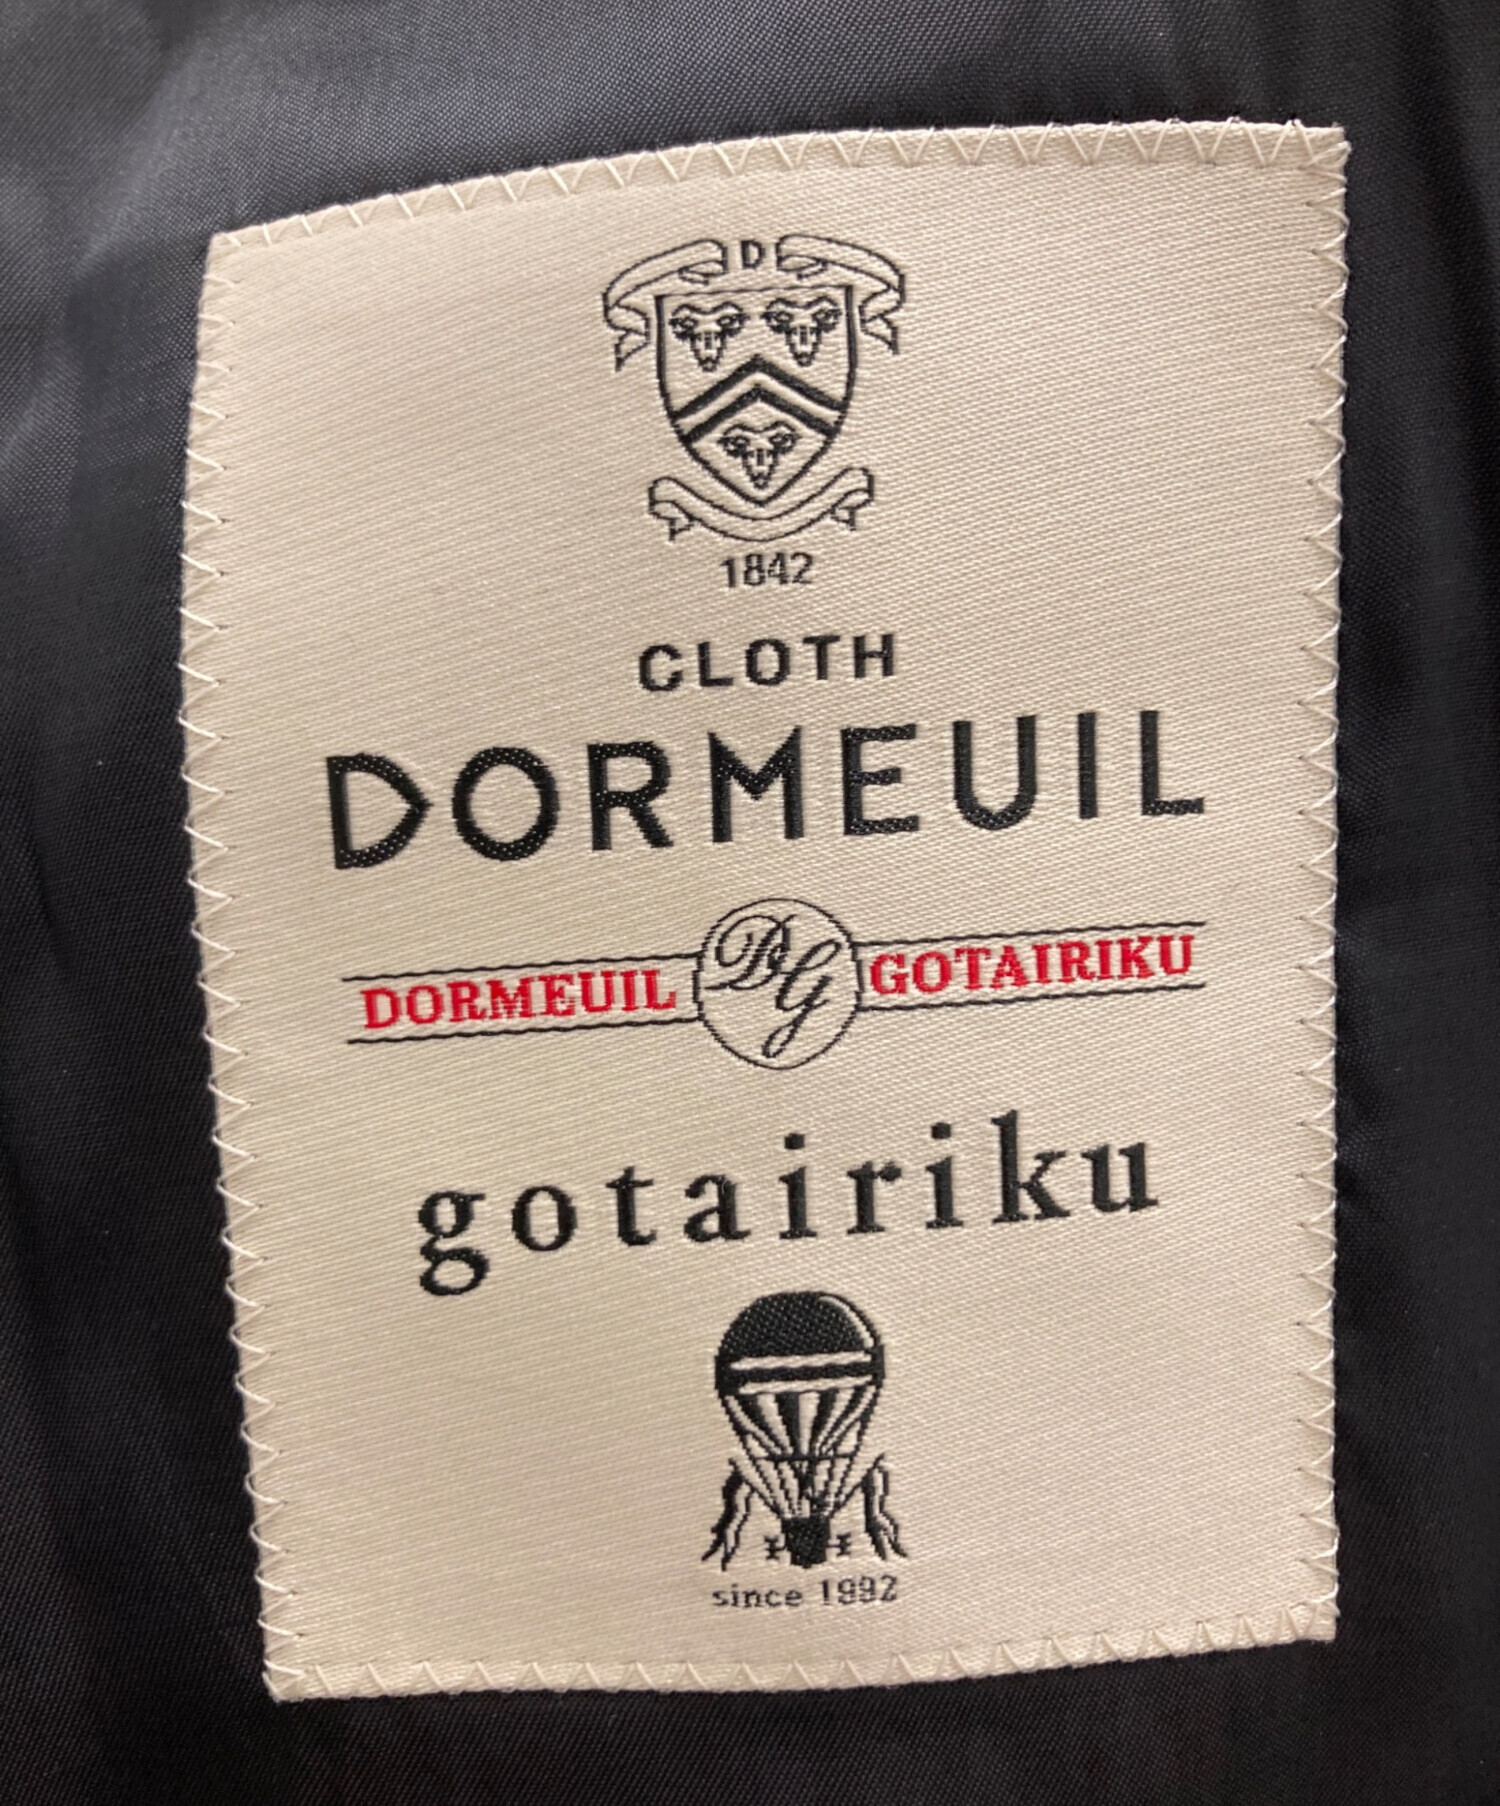 D
1842
CLOTH
DORMEUIL
DORMEUIL DG GOTAIRIKU
gotairiku
since 1992